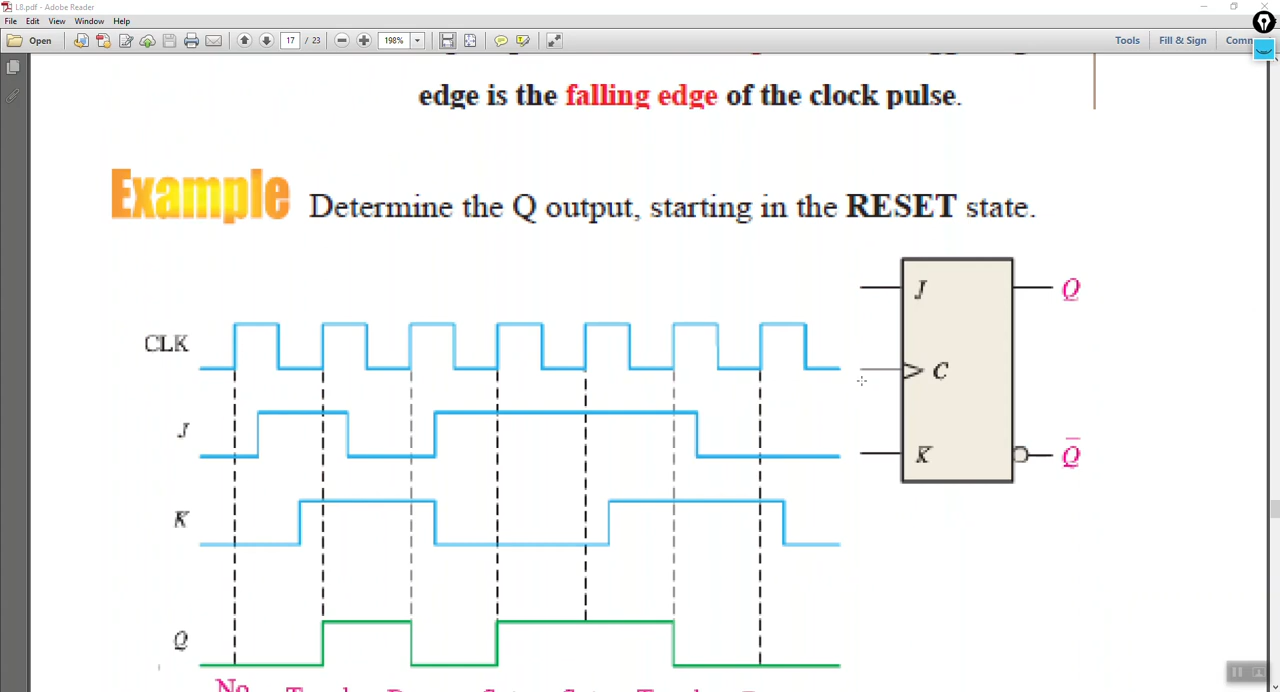 L8.pdf - Adobe Reader
File Edit View Window Help
Open 17 / 23 198% Tools Fill & Sign
edge is the falling edge of the clock pulse.
Example Determine the Q output, starting in the RESET state.
J Q
CLK
C
J
K Q̅
K
Q
No